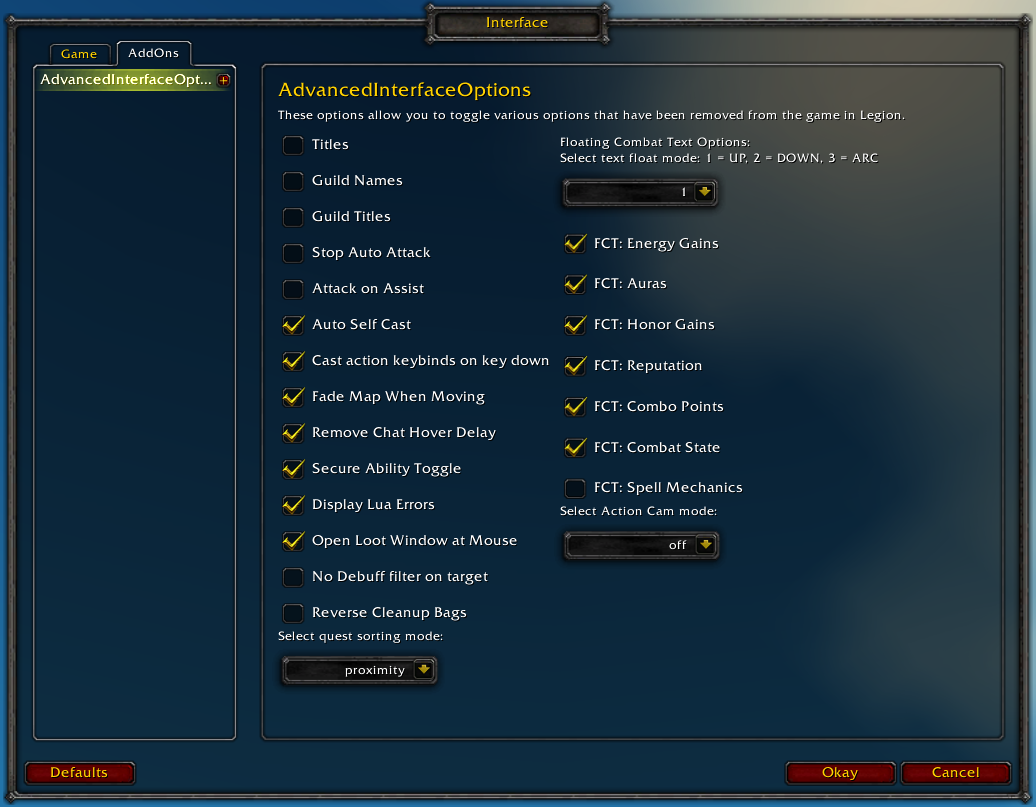 Interface
Game
AddOns
AdvancedInterfaceOpt...
AdvancedInterfaceOptions
These options allow you to toggle various options that have been removed from the game in Legion.
Titles
Guild Names
Guild Titles
Stop Auto Attack
Attack on Assist
Auto Self Cast
Cast action keybinds on key down
Fade Map When Moving
Remove Chat Hover Delay
Secure Ability Toggle
Display Lua Errors
Open Loot Window at Mouse
No Debuff filter on target
Reverse Cleanup Bags
Select quest sorting mode:
proximity
Floating Combat Text Options:
Select text float mode: 1 = UP, 2 = DOWN, 3 = ARC
1
FCT: Energy Gains
FCT: Auras
FCT: Honor Gains
FCT: Reputation
FCT: Combo Points
FCT: Combat State
FCT: Spell Mechanics
Select Action Cam mode:
off
Defaults
Okay
Cancel